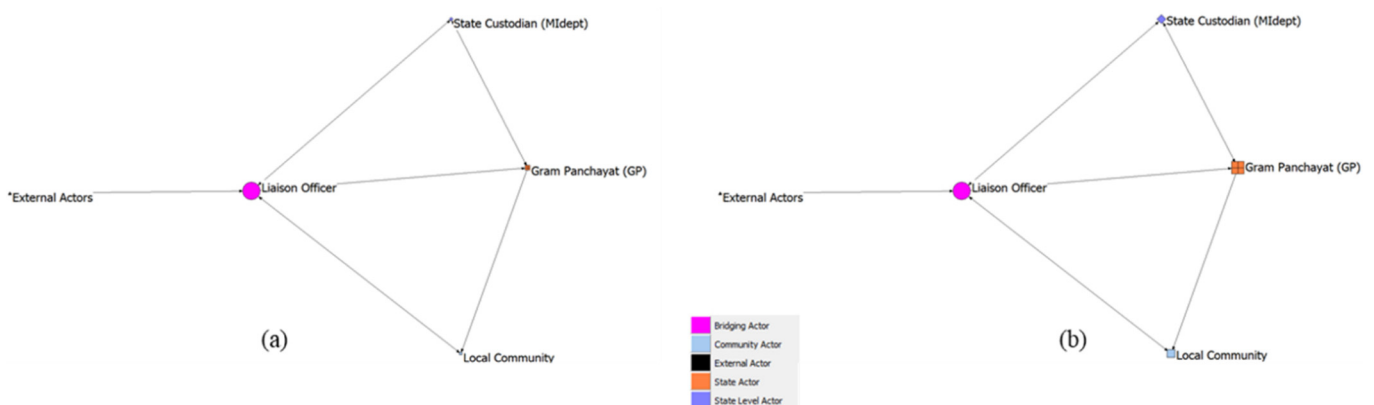 State Custodian (MIdept)
Gram Panchayat (GP)
Liaison Officer
External Actors
Local Community
(a)
State Custodian (MIdept)
Gram Panchayat (GP)
Liaison Officer
External Actors
Local Community
(b)
Bridging Actor
Community Actor
External Actor
State Actor
State Level Actor